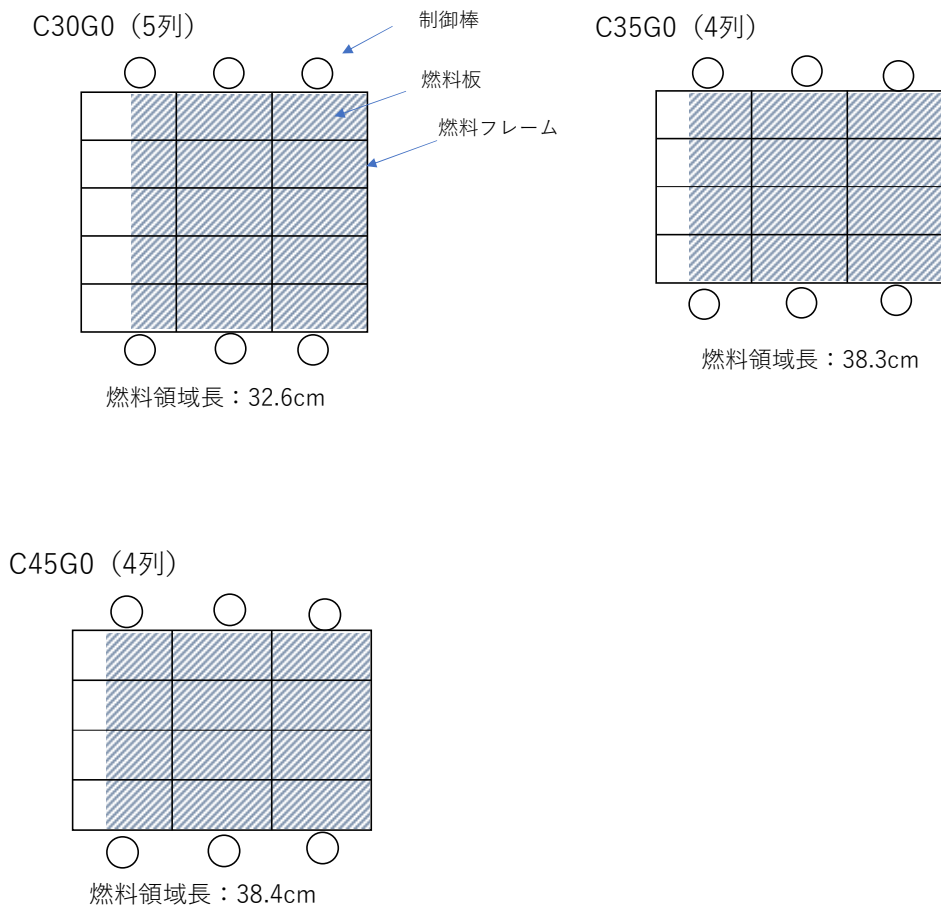 C30G0（5列）
制御棒
燃料板
燃料フレーム
燃料領域長：32.6cm
C35G0（4列）
燃料領域長：38.3cm
C45G0（4列）
燃料領域長：38.4cm